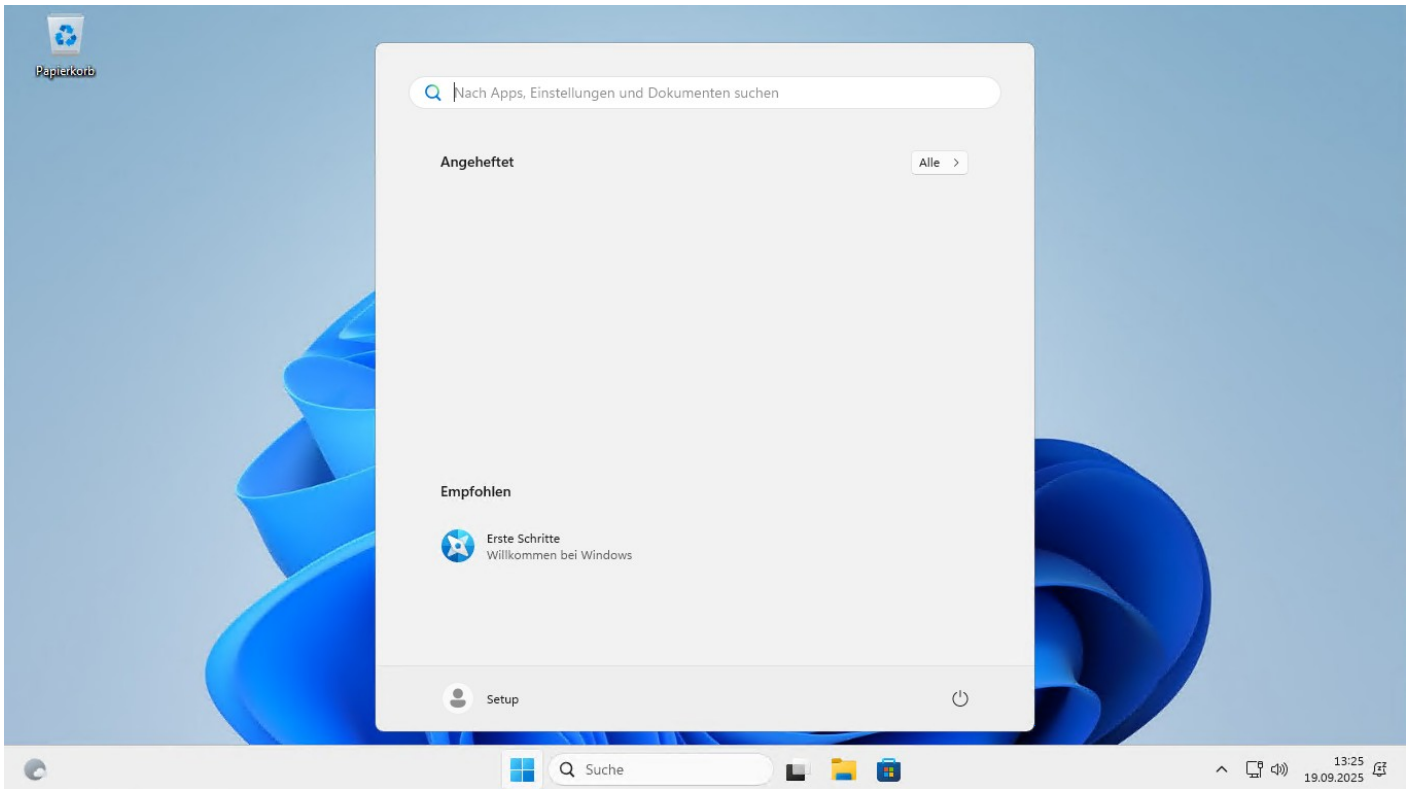 Papierkorb
Nach Apps, Einstellungen und Dokumenten suchen
Angeheftet
Alle
Empfohlen
Erste Schritte
Willkommen bei Windows
Setup
Suche
13:25
19.09.2025